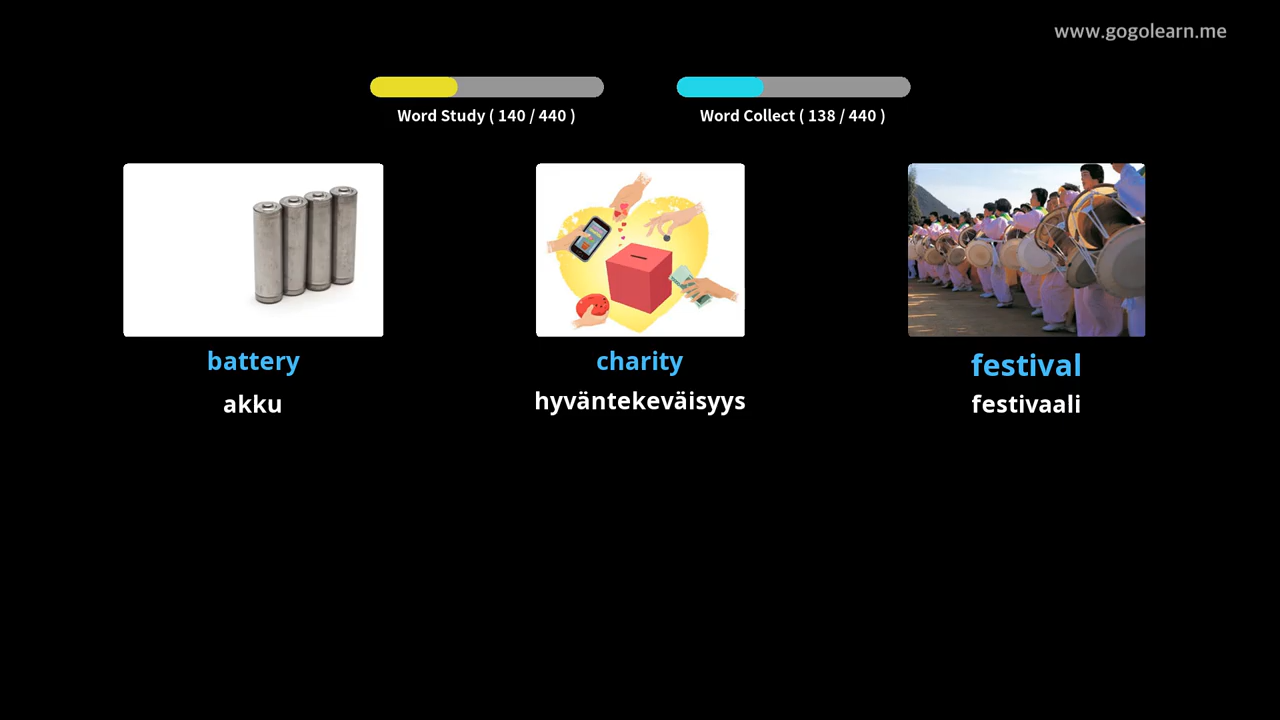 www.gogolearn.me
Word Study ( 140 / 440 )
Word Collect ( 138 / 440 )
battery
akku
charity
hyväntekeväisyys
festival
festivaali